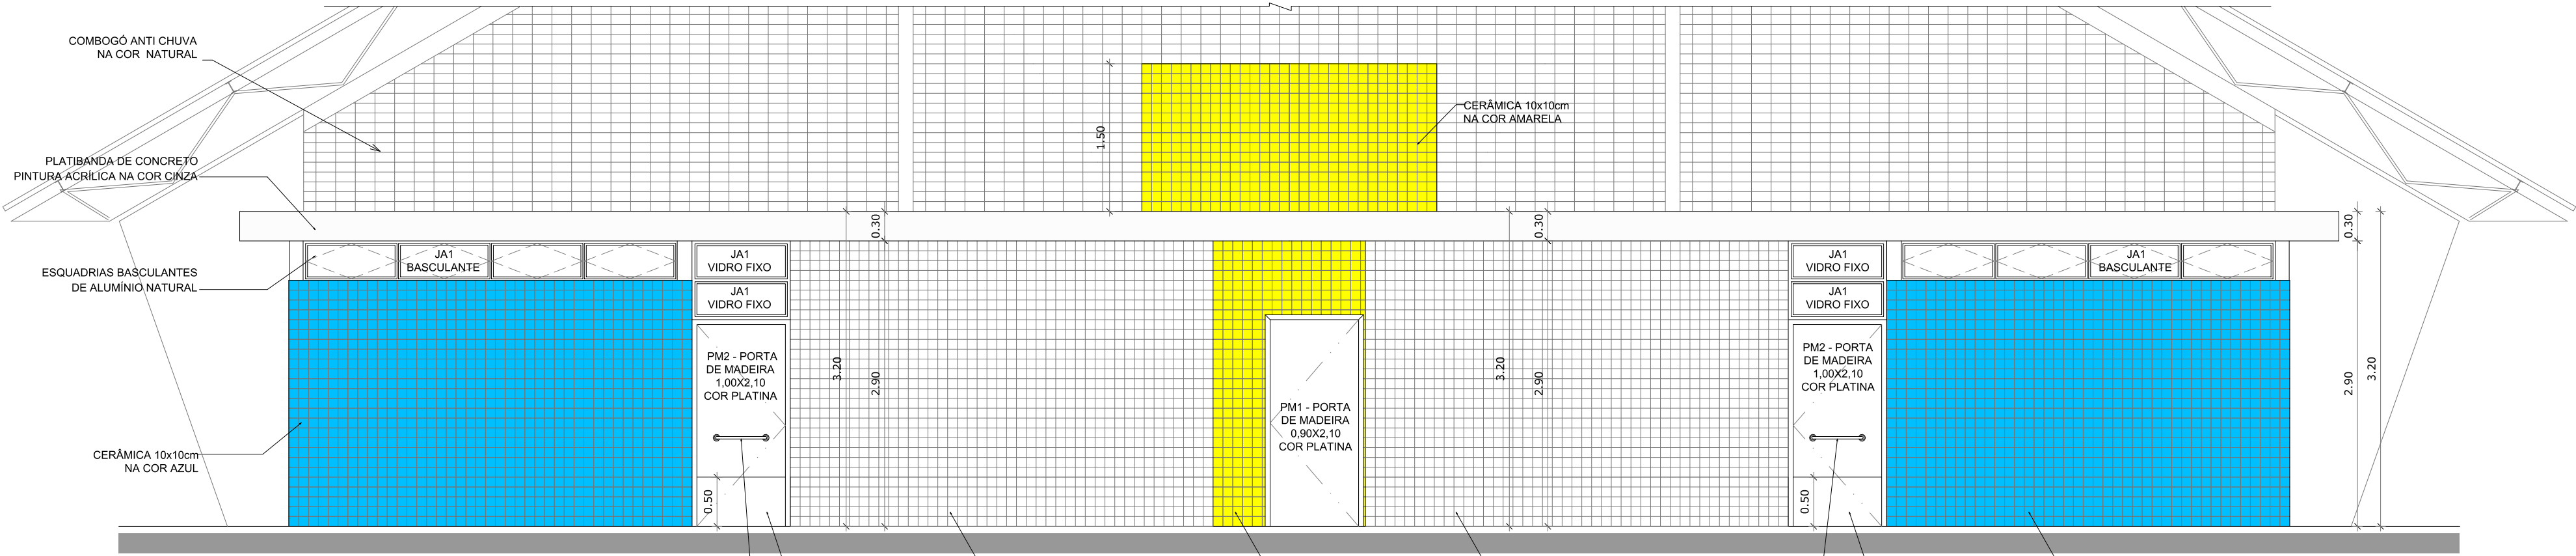 COMBOGÓ ANTI CHUVA
NA COR NATURAL
PLATIBANDA DE CONCRETO
PINTURA ACRÍLICA NA COR CINZA
ESQUADRIAS BASCULANTES
DE ALUMÍNIO NATURAL
CERÂMICA 10x10cm
NA COR AZUL
JA1
BASCULANTE
JA1
VIDRO FIXO
JA1
VIDRO FIXO
PM2 - PORTA
DE MADEIRA
1,00X2,10
COR PLATINA
0.50
3.20
0.30
2.90
1.50
CERÂMICA 10x10cm
NA COR AMARELA
PM1 - PORTA
DE MADEIRA
0,90X2,10
COR PLATINA
3.20
0.30
2.90
JA1
VIDRO FIXO
JA1
VIDRO FIXO
PM2 - PORTA
DE MADEIRA
1,00X2,10
COR PLATINA
0.50
JA1
BASCULANTE
0.30
2.90
3.20